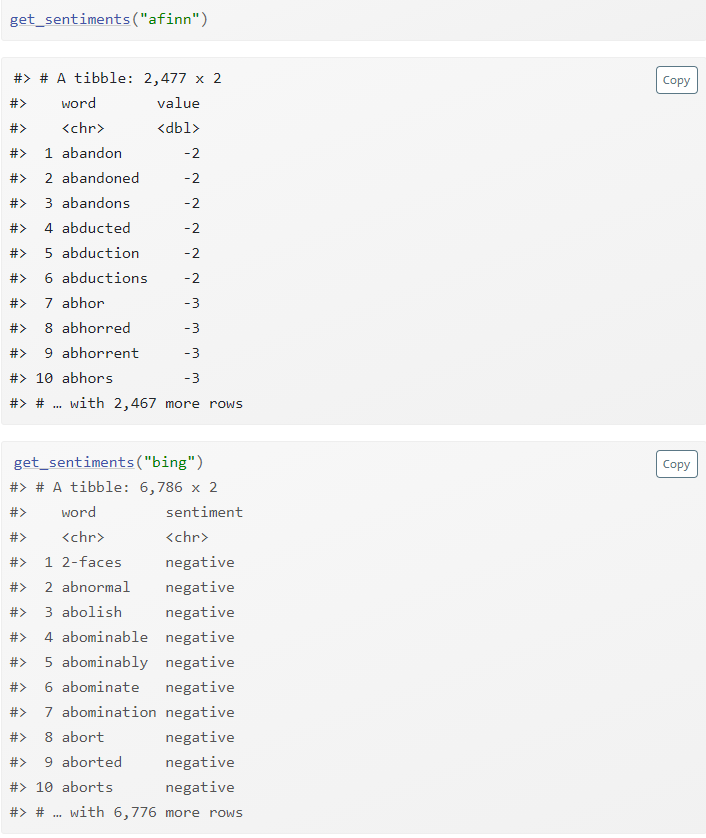 get_sentiments("afinn")
#> # A tibble: 2,477 x 2
Copy
#>    word       value
#>    <chr>      <dbl>
#>  1 abandon       -2
#>  2 abandoned     -2
#>  3 abandons      -2
#>  4 abducted      -2
#>  5 abduction     -2
#>  6 abductions    -2
#>  7 abhor         -3
#>  8 abhorred      -3
#>  9 abhorrent     -3
#> 10 abhors        -3
#> # … with 2,467 more rows
get_sentiments("bing")
Copy
#> # A tibble: 6,786 x 2
#>    word        sentiment
#>    <chr>       <chr>
#>  1 2-faces     negative
#>  2 abnormal    negative
#>  3 abolish     negative
#>  4 abominable  negative
#>  5 abominably  negative
#>  6 abominate   negative
#>  7 abomination negative
#>  8 abort       negative
#>  9 aborted     negative
#> 10 aborts      negative
#> # … with 6,776 more rows